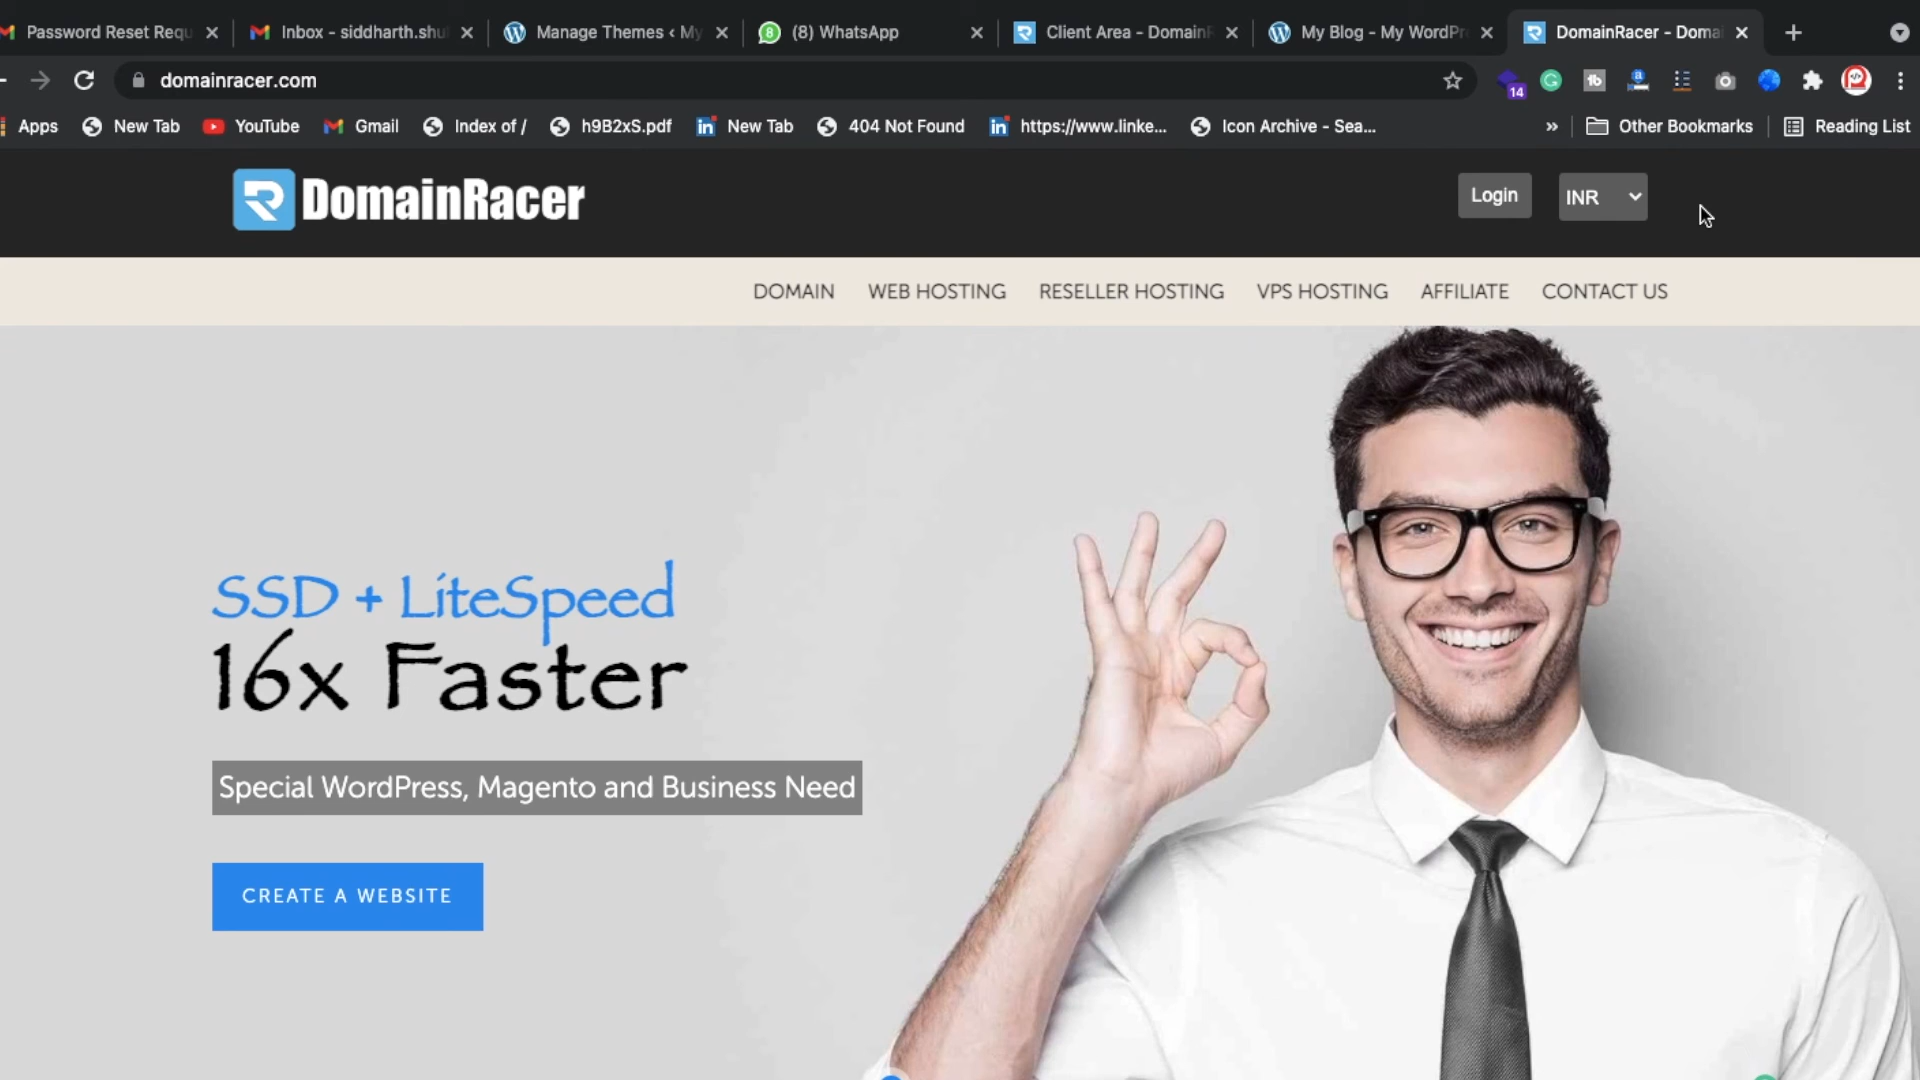 Password Reset Requ
Inbox - siddharth.shu
Manage Themes ‹ My
(8) WhatsApp
Client Area - DomainR
My Blog - My WordPr
DomainRacer - Domai
domainracer.com
14
Apps
New Tab
YouTube
Gmail
Index of /
h9B2xS.pdf
New Tab
404 Not Found
https://www.linke...
Icon Archive - Sea...
»
Other Bookmarks
Reading List
DomainRacer
Login
INR
DOMAIN
WEB HOSTING
RESELLER HOSTING
VPS HOSTING
AFFILIATE
CONTACT US
SSD + LiteSpeed
16x Faster
Special WordPress, Magento and Business Need
CREATE A WEBSITE